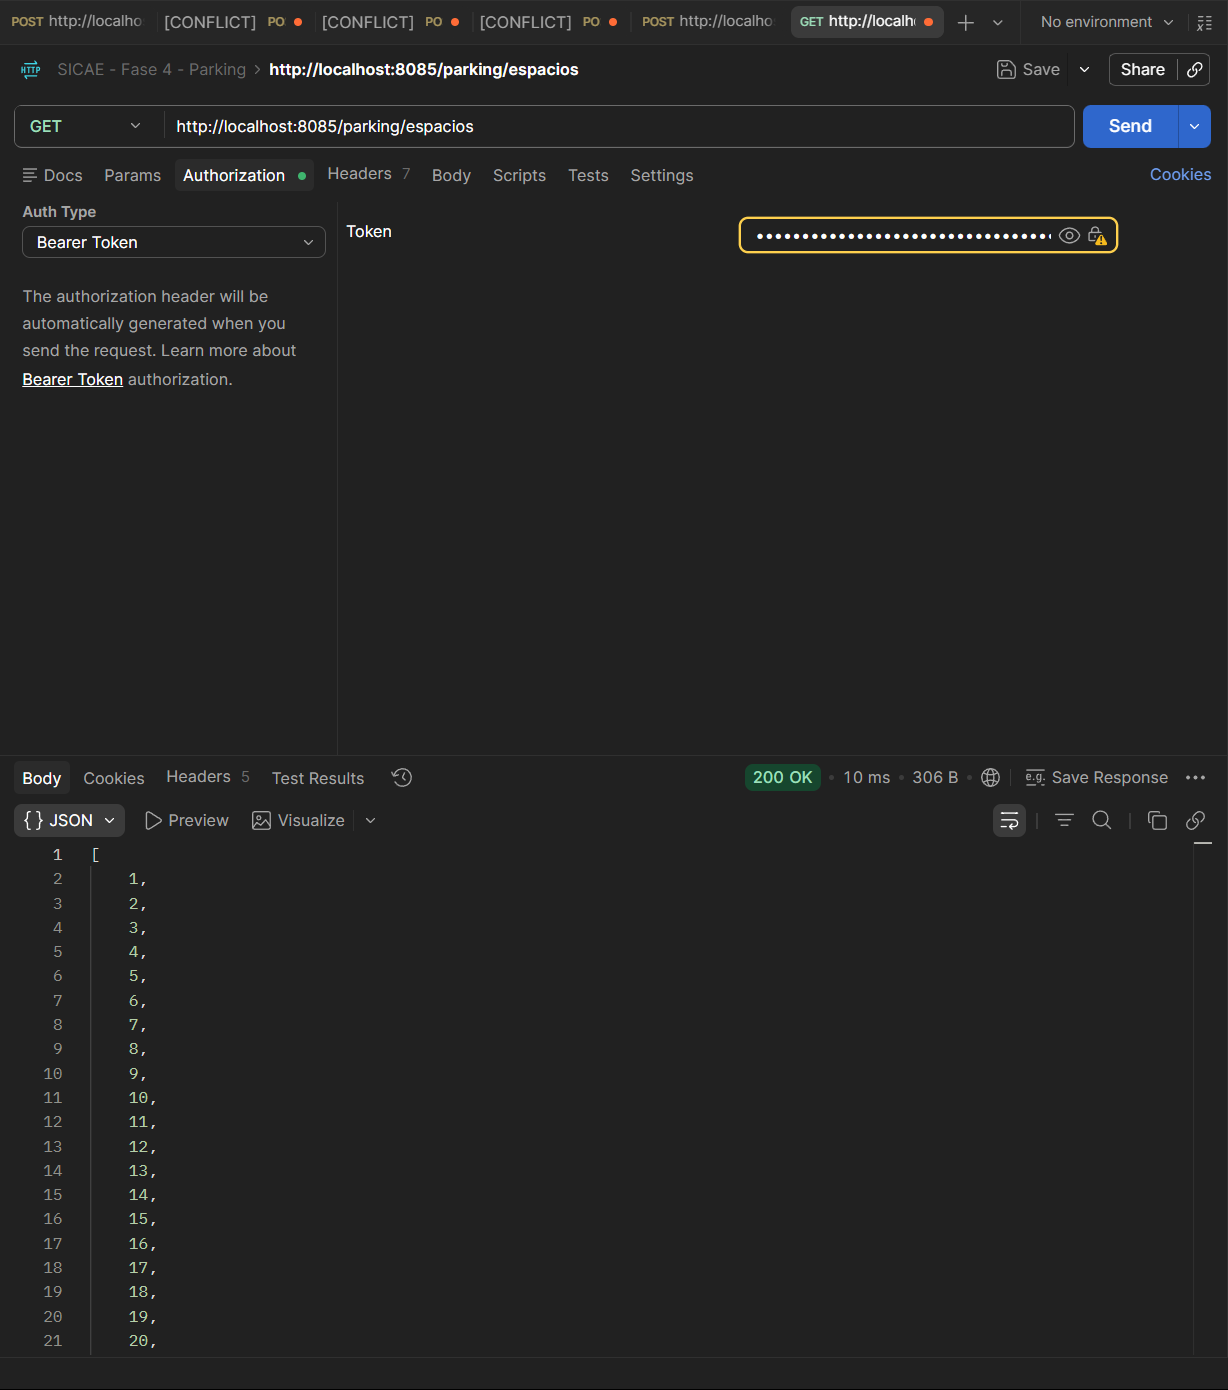 POST http://localho [CONFLICT] PO [CONFLICT] PO [CONFLICT] PO POST http://localho GET http://localh No environment
HTTP SICAE - Fase 4 - Parking > http://localhost:8085/parking/espacios Save Share
GET http://localhost:8085/parking/espacios Send
Docs Params Authorization Headers 7 Body Scripts Tests Settings Cookies
Auth Type
Bearer Token
Token
The authorization header will be
automatically generated when you
send the request. Learn more about
Bearer Token authorization.
Body Cookies Headers 5 Test Results 200 OK • 10 ms • 306 B • e.g. Save Response
{} JSON Preview Visualize
1 [
2 1,
3 2,
4 3,
5 4,
6 5,
7 6,
8 7,
9 8,
10 9,
11 10,
12 11,
13 12,
14 13,
15 14,
16 15,
17 16,
18 17,
19 18,
20 19,
21 20,